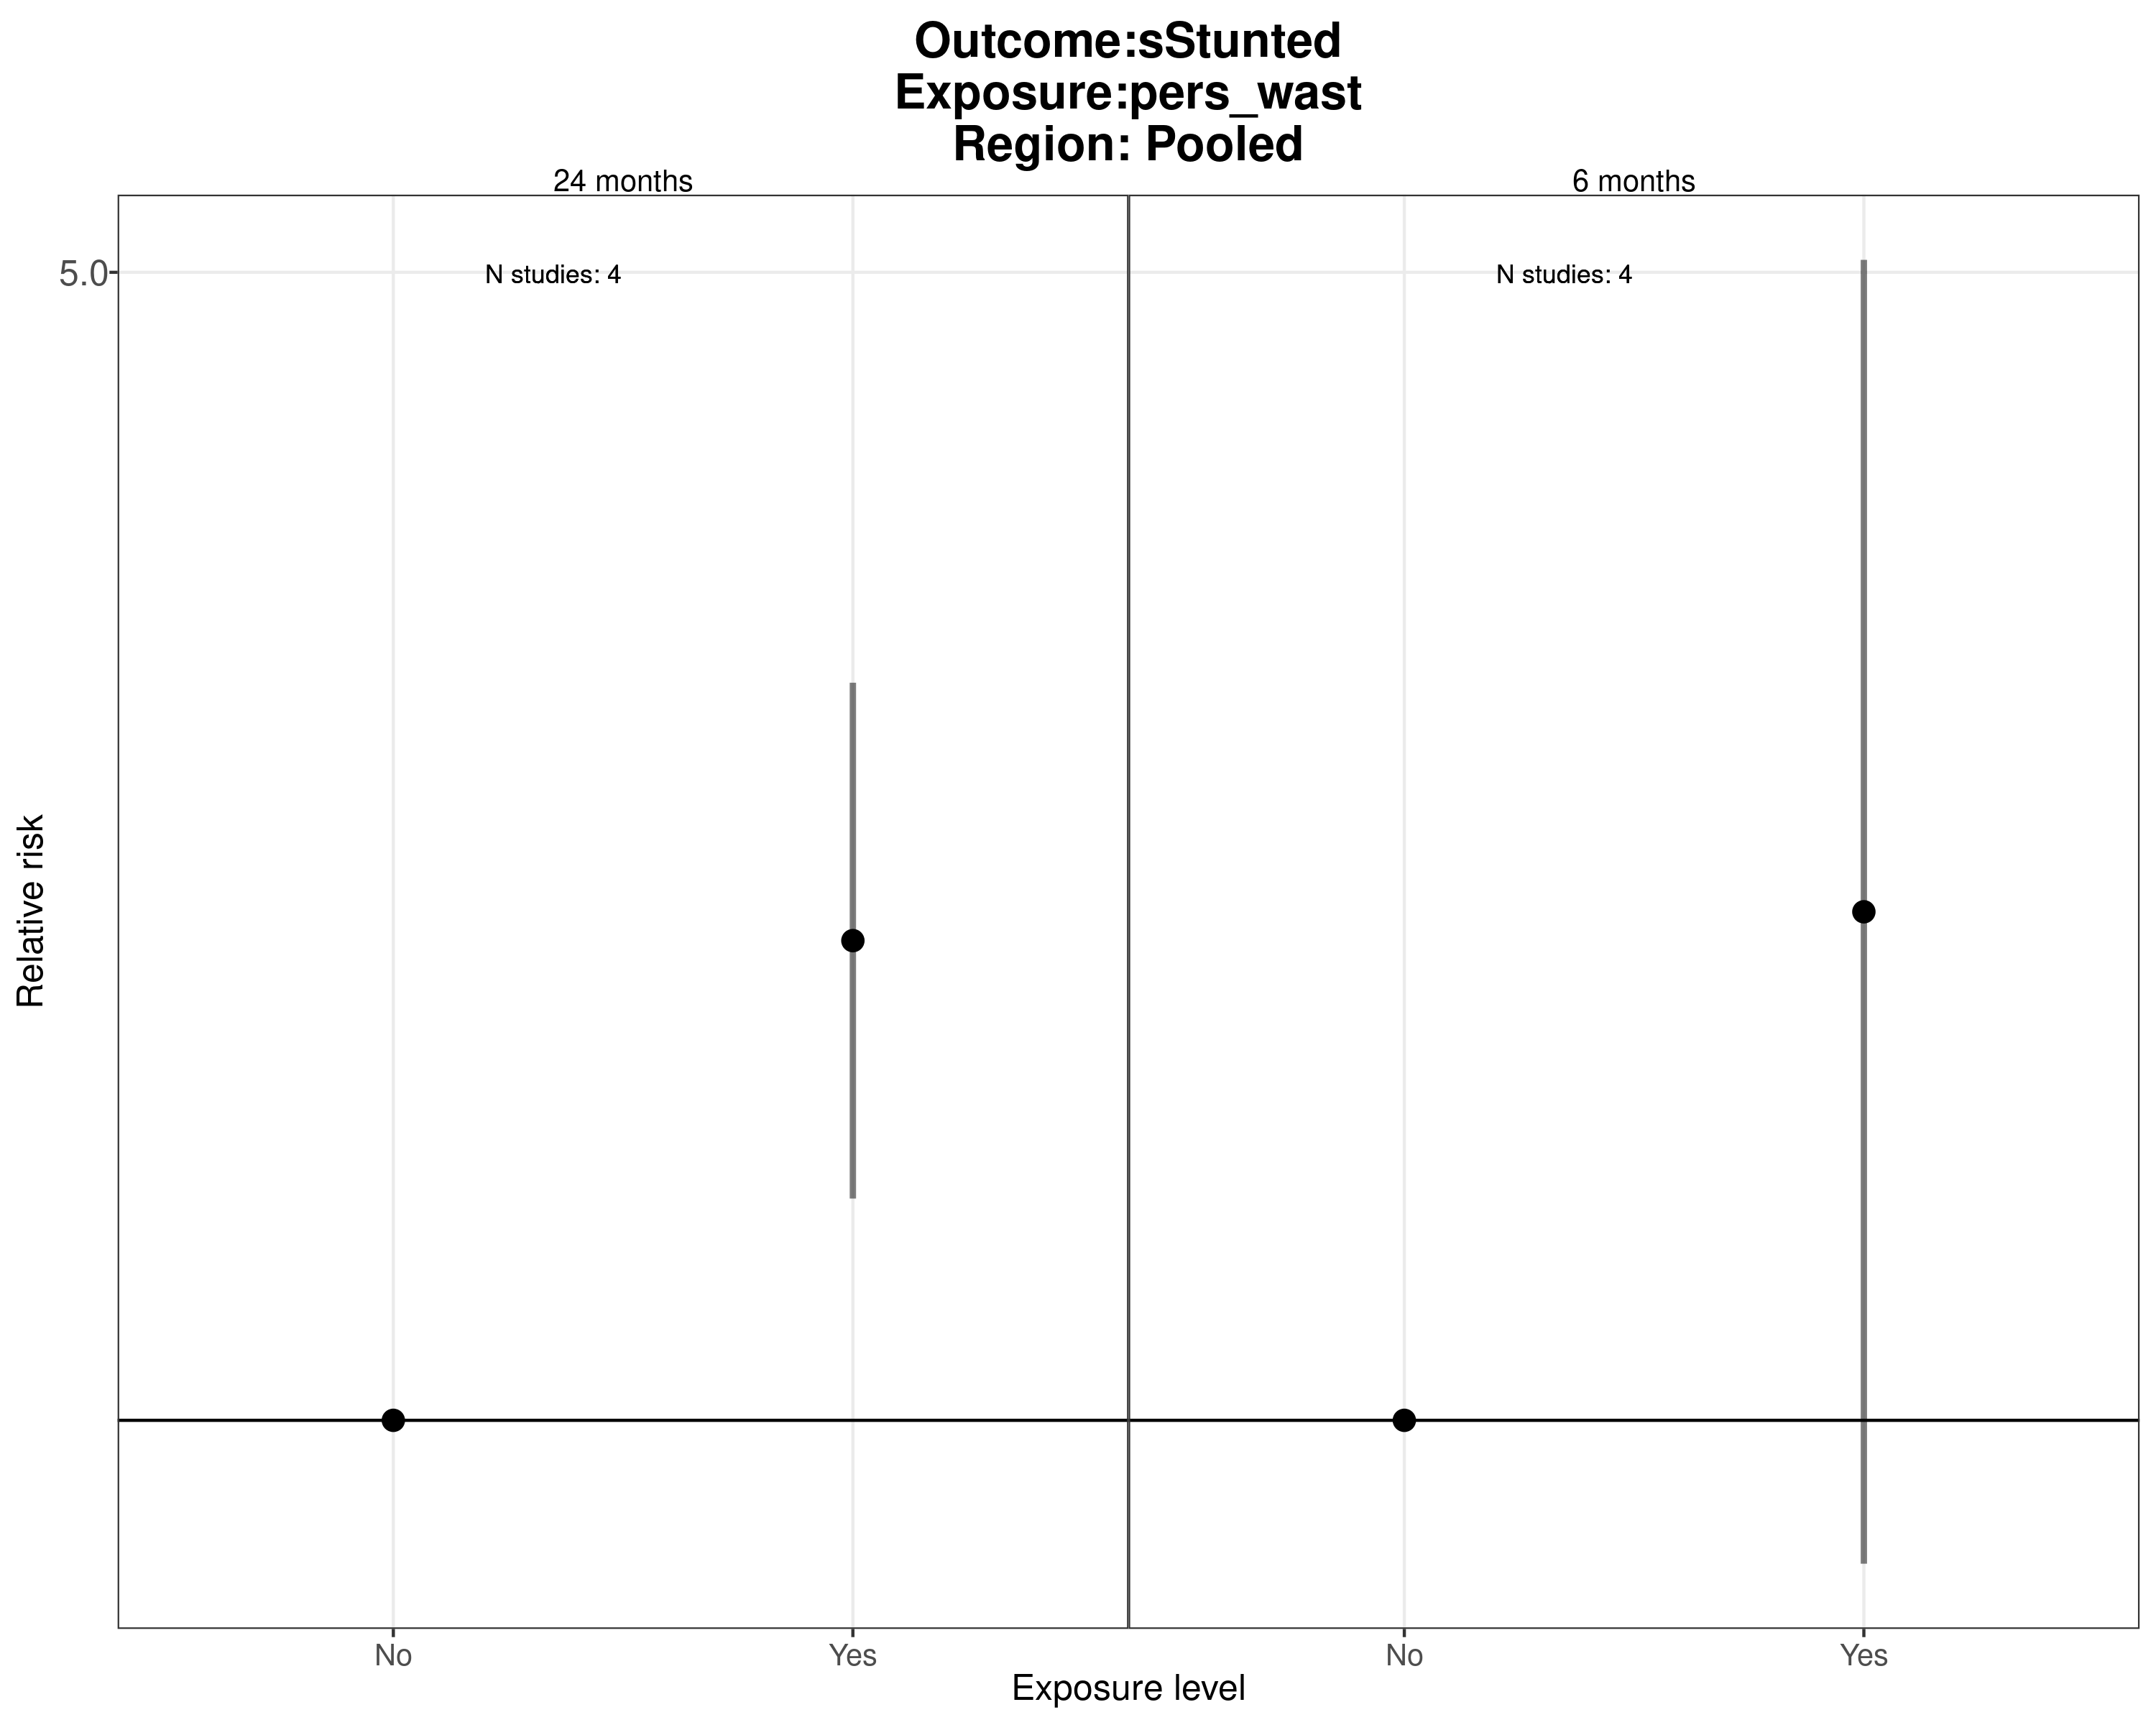 Outcome:sStunted
Exposure:pers_wast
Region: Pooled
24 months
6 months
5.0
N studies: 4
N studies: 4
Relative risk
No
Yes
No
Yes
Exposure level